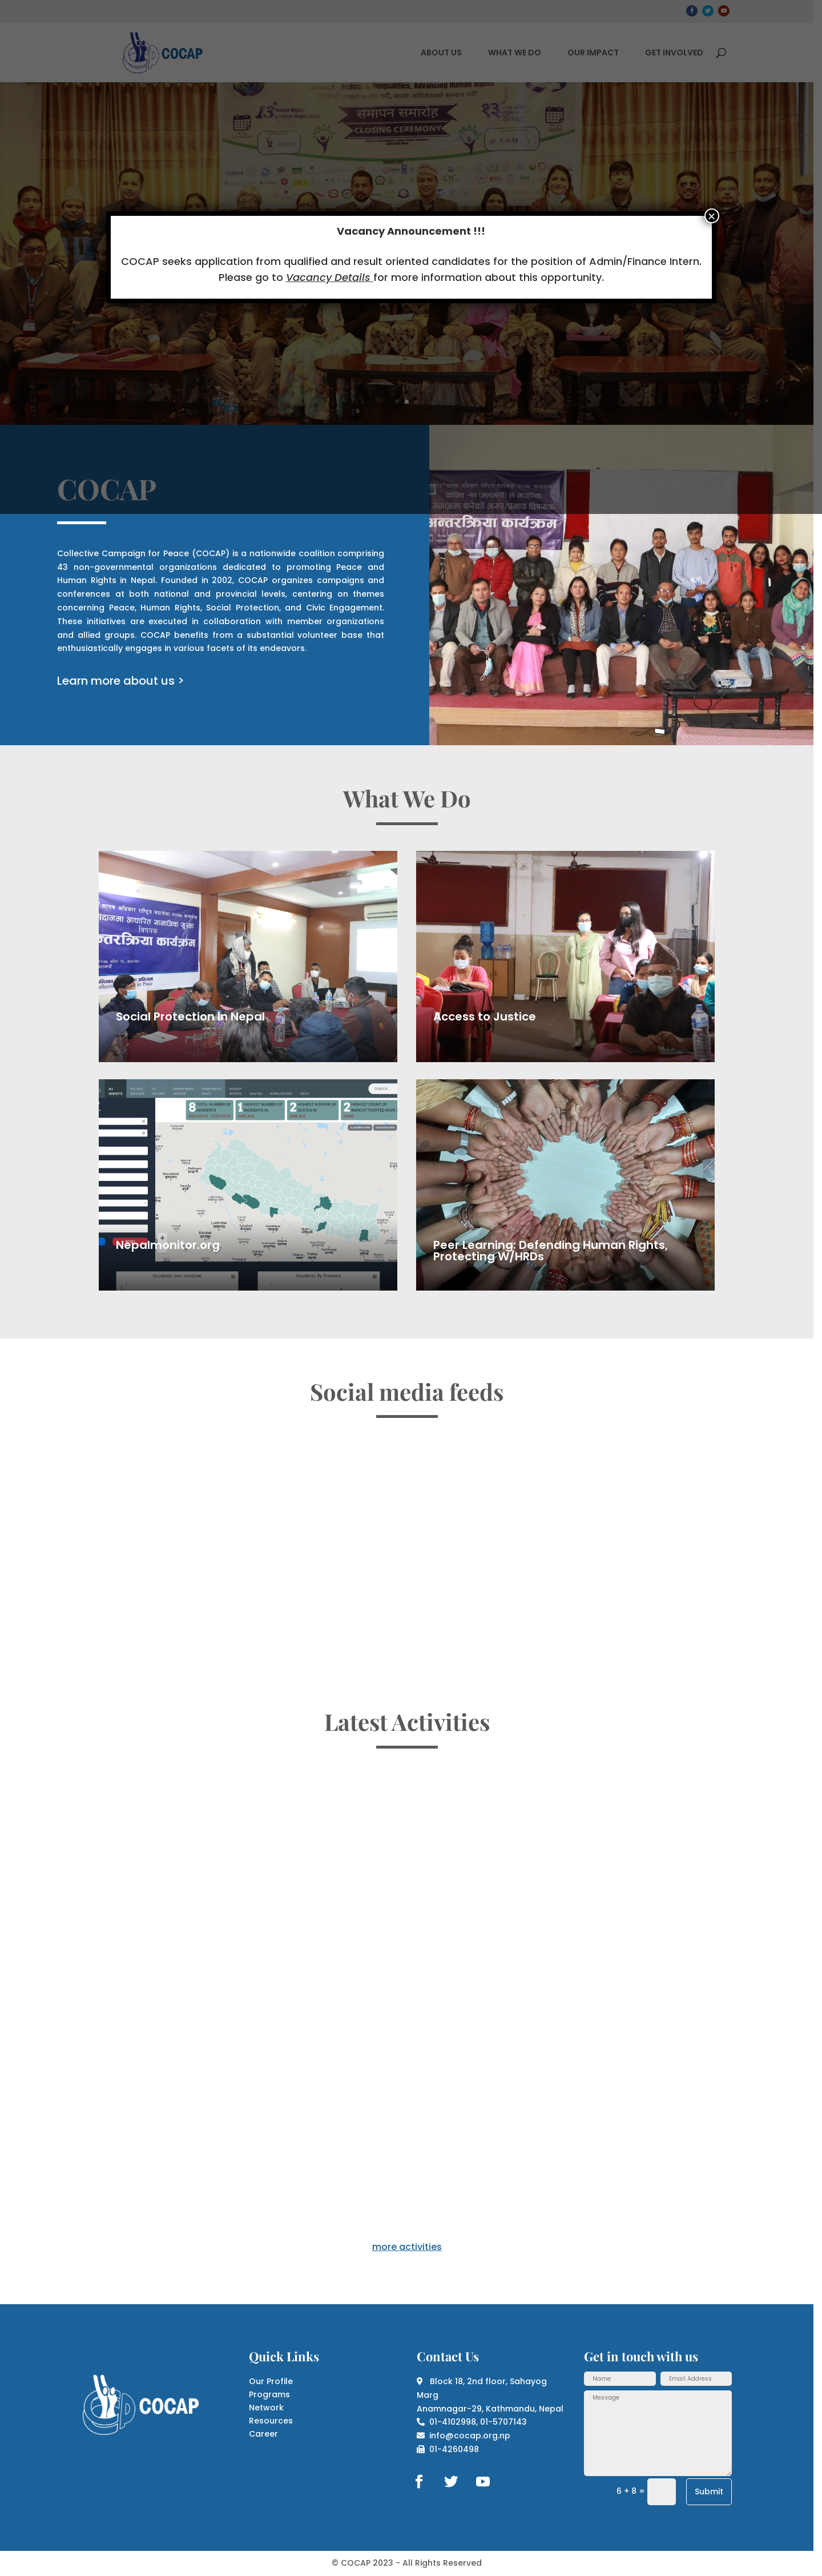 COCAP
ABOUT US
WHAT WE DO
OUR IMPACT
GET INVOLVED
समापन समारोह
CLOSING CEREMONY
Vacancy Announcement !!!
COCAP seeks application from qualified and result oriented candidates for the position of Admin/Finance Intern.
Please go to Vacancy Details for more information about this opportunity.
COCAP
Collective Campaign for Peace (COCAP) is a nationwide coalition comprising
43 non-governmental organizations dedicated to promoting Peace and
Human Rights in Nepal. Founded in 2002, COCAP organizes campaigns and
conferences at both national and provincial levels, centering on themes
concerning Peace, Human Rights, Social Protection, and Civic Engagement.
These initiatives are executed in collaboration with member organizations
and allied groups. COCAP benefits from a substantial volunteer base that
enthusiastically engages in various facets of its endeavors.
Learn more about us >
अन्तरक्रिया कार्यक्रम
What We Do
न्तरक्रिया कार्यक्रम
Social Protection in Nepal
Access to Justice
Nepalmonitor.org
Peer Learning: Defending Human Rights,
Protecting W/HRDs
Social media feeds
Latest Activities
more activities
COCAP
Quick Links
Our Profile
Programs
Network
Resources
Career
Contact Us
Block 18, 2nd floor, Sahayog
Marg
Anamnagar-29, Kathmandu, Nepal
01-4102998, 01-5707143
info@cocap.org.np
01-4260498
Get in touch with us
Name
Email Address
Message
6 + 8 =
Submit
© COCAP 2023 - All Rights Reserved